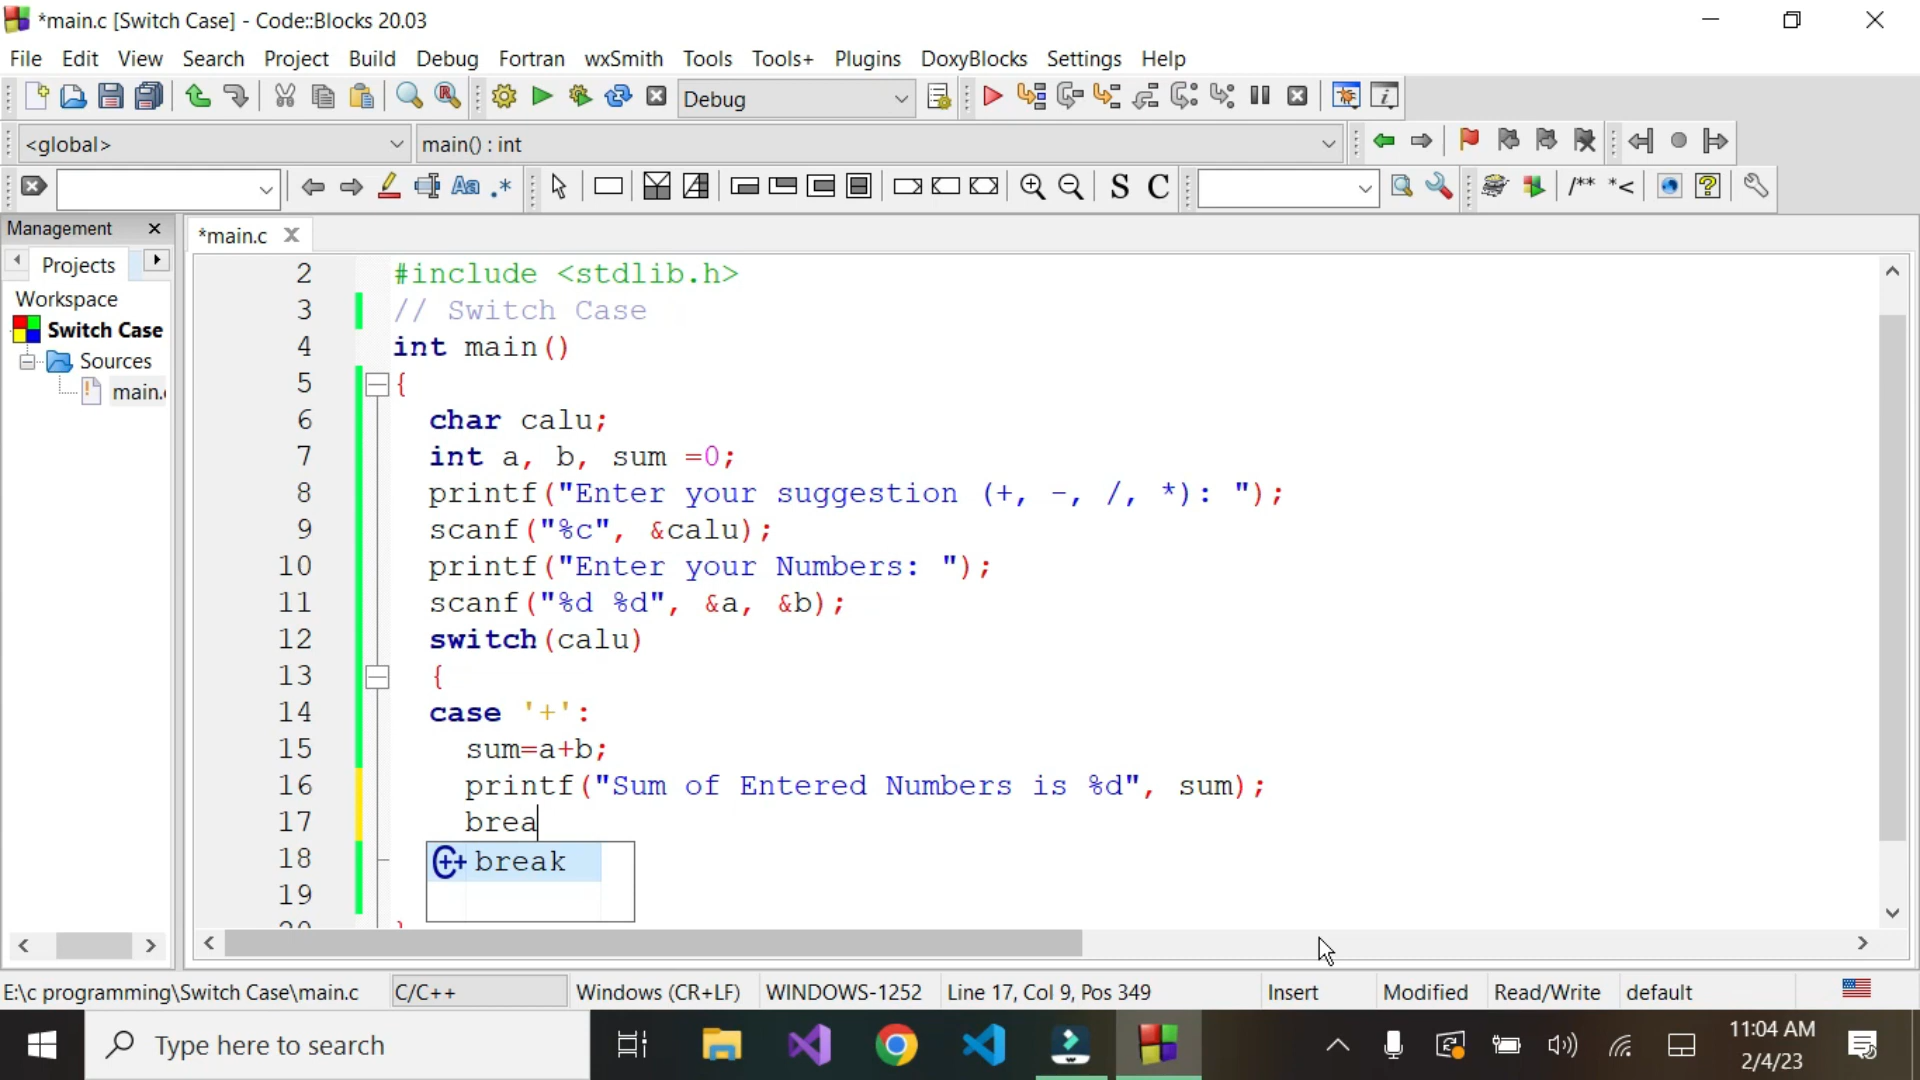 *main.c [Switch Case] - Code::Blocks 20.03
File Edit View Search Project Build Debug Fortran wxSmith Tools Tools+ Plugins DoxyBlocks Settings Help
Debug
<global> main() : int
S C /** *<
Management
*main.c
Projects
Workspace
Switch Case
Sources
main.
2 #include <stdlib.h>
3 // Switch Case
4 int main()
5 {
6 char calu;
7 int a, b, sum =0;
8 printf("Enter your suggestion (+, -, /, *): ");
9 scanf("%c", &calu);
10 printf("Enter your Numbers: ");
11 scanf("%d %d", &a, &b);
12 switch(calu)
13 {
14 case '+':
15 sum=a+b;
16 printf("Sum of Entered Numbers is %d", sum);
17 brea
18 break
19
E:\c programming\Switch Case\main.c C/C++ Windows (CR+LF) WINDOWS-1252 Line 17, Col 9, Pos 349 Insert Modified Read/Write default
Type here to search
11:04 AM
2/4/23